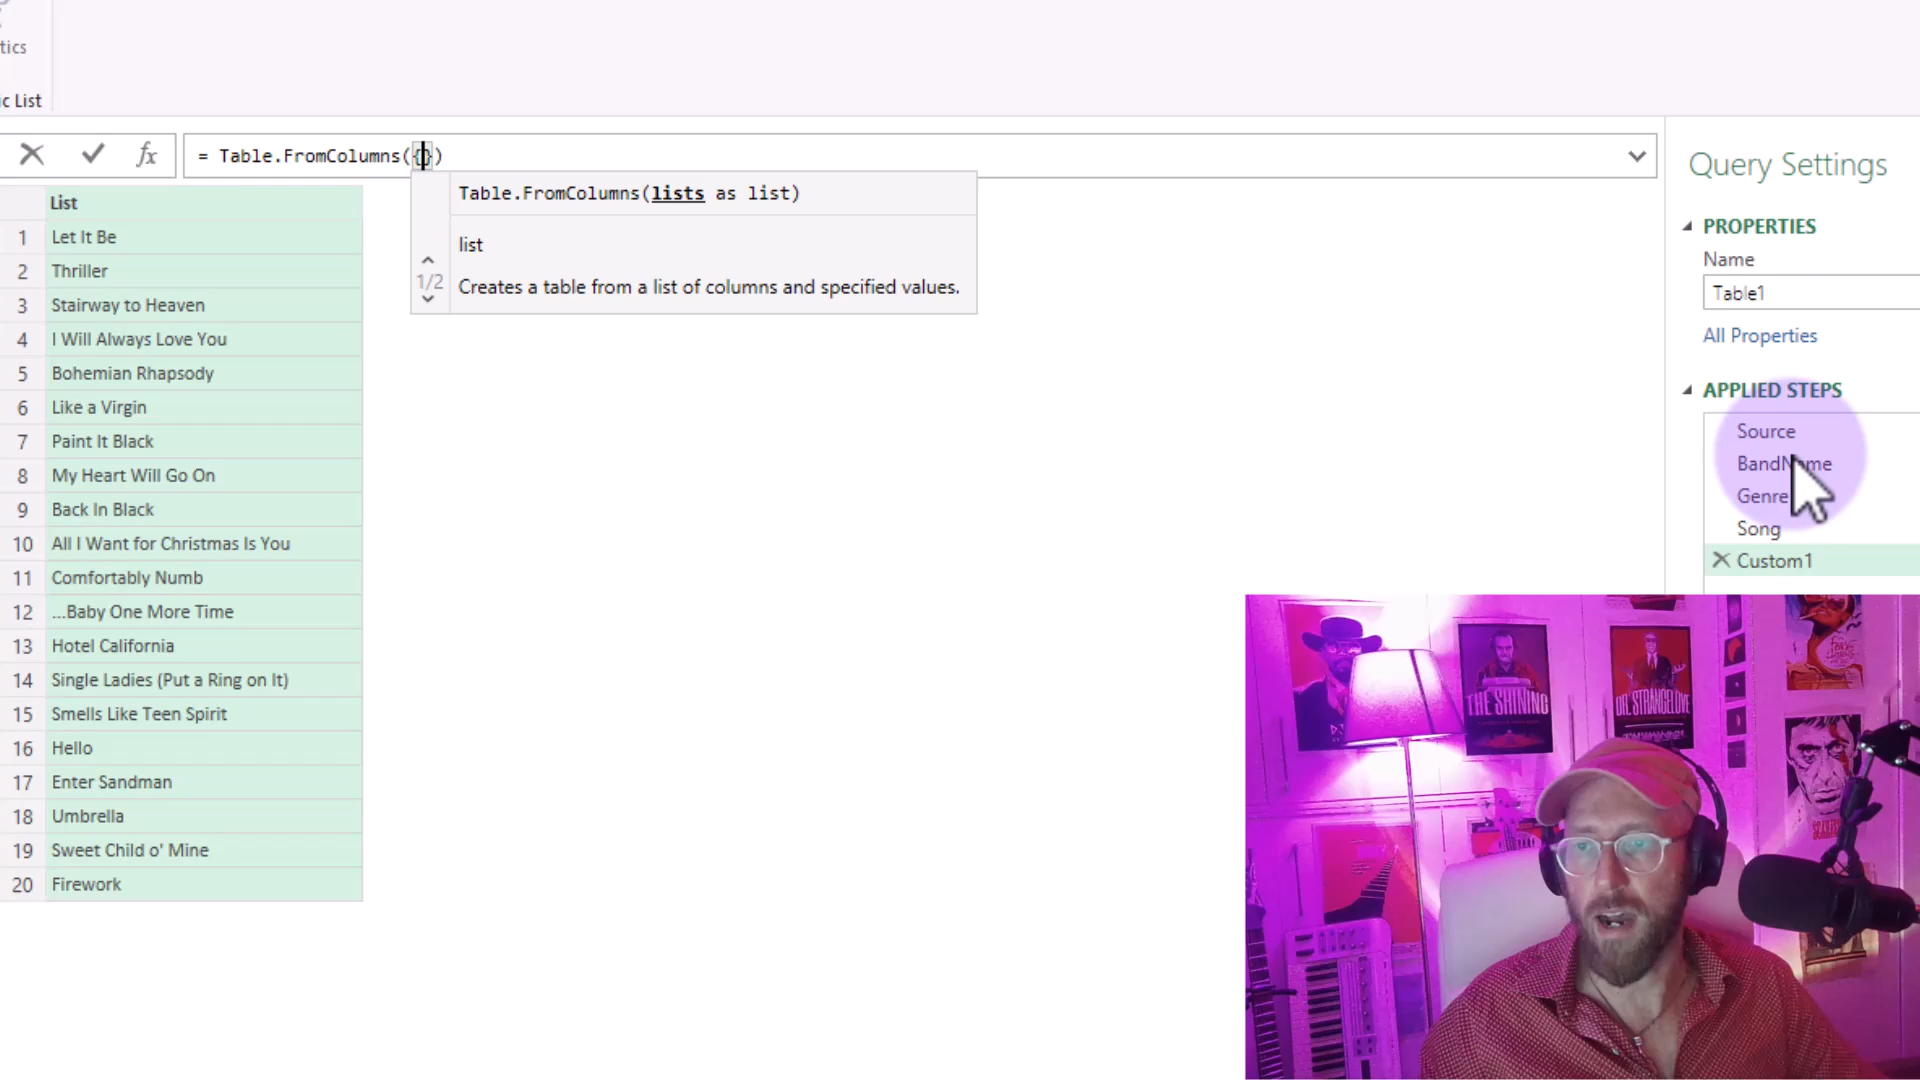 tics
c List
fx
= Table.FromColumns({})
Table.FromColumns(lists as list)
list
1/2
Creates a table from a list of columns and specified values.
List
1 Let It Be
2 Thriller
3 Stairway to Heaven
4 I Will Always Love You
5 Bohemian Rhapsody
6 Like a Virgin
7 Paint It Black
8 My Heart Will Go On
9 Back In Black
10 All I Want for Christmas Is You
11 Comfortably Numb
12 ...Baby One More Time
13 Hotel California
14 Single Ladies (Put a Ring on It)
15 Smells Like Teen Spirit
16 Hello
17 Enter Sandman
18 Umbrella
19 Sweet Child o' Mine
20 Firework
Query Settings
PROPERTIES
Name
Table1
All Properties
APPLIED STEPS
Source
BandName
Genre
Song
Custom1
THE SHINING
DR. STRANGELOVE